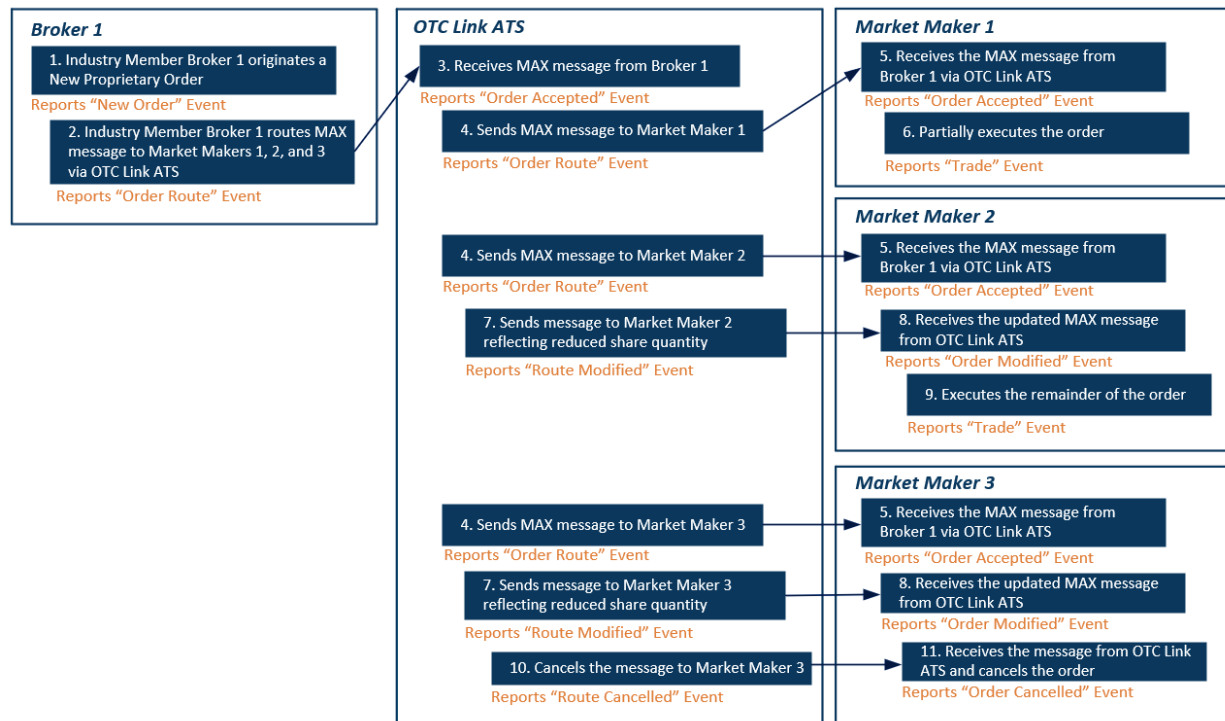 Broker 1
1. Industry Member Broker 1 originates a
New Proprietary Order
Reports “New Order” Event
2. Industry Member Broker 1 routes MAX
message to Market Makers 1, 2, and 3
via OTC Link ATS
Reports “Order Route” Event
OTC Link ATS
3. Receives MAX message from Broker 1
Reports “Order Accepted” Event
4. Sends MAX message to Market Maker 1
Reports “Order Route” Event
4. Sends MAX message to Market Maker 2
Reports “Order Route” Event
7. Sends message to Market Maker 2
reflecting reduced share quantity
Reports “Route Modified” Event
4. Sends MAX message to Market Maker 3
Reports “Order Route” Event
7. Sends message to Market Maker 3
reflecting reduced share quantity
Reports “Route Modified” Event
10. Cancels the message to Market Maker 3
Reports “Route Cancelled” Event
Market Maker 1
5. Receives the MAX message from
Broker 1 via OTC Link ATS
Reports “Order Accepted” Event
6. Partially executes the order
Reports “Trade” Event
Market Maker 2
5. Receives the MAX message from
Broker 1 via OTC Link ATS
Reports “Order Accepted” Event
8. Receives the updated MAX message
from OTC Link ATS
Reports “Order Modified” Event
9. Executes the remainder of the order
Reports “Trade” Event
Market Maker 3
5. Receives the MAX message from
Broker 1 via OTC Link ATS
Reports “Order Accepted” Event
8. Receives the updated MAX message
from OTC Link ATS
Reports “Order Modified” Event
11. Receives the message from OTC Link
ATS and cancels the order
Reports “Order Cancelled” Event